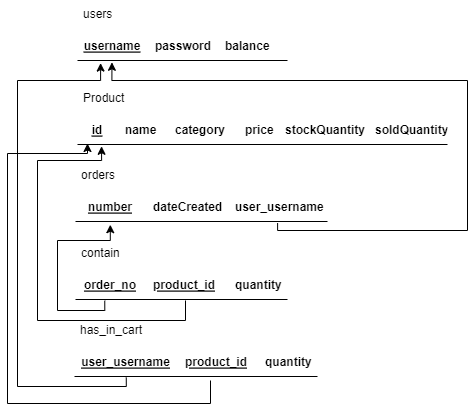 users
username password balance
Product
id name category price stockQuantity soldQuantity
orders
number dateCreated user_username
contain
order_no product_id quantity
has_in_cart
user_username product_id quantity